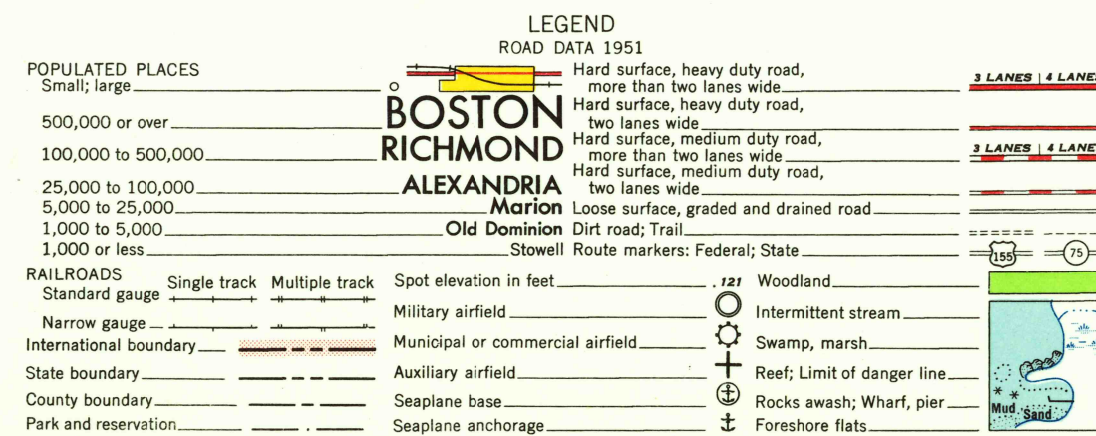 LEGEND
ROAD DATA 1951
POPULATED PLACES
Small; large
500,000 or over
BOSTON
100,000 to 500,000
RICHMOND
25,000 to 100,000
ALEXANDRIA
5,000 to 25,000
Marion
1,000 to 5,000
Old Dominion
1,000 or less
Stowell
Hard surface, heavy duty road,
more than two lanes wide
3 LANES | 4 LANE
Hard surface, heavy duty road,
two lanes wide
Hard surface, medium duty road,
more than two lanes wide
3 LANES | 4 LANE
Hard surface, medium duty road,
two lanes wide
Loose surface, graded and drained road
Dirt road; Trail
Route markers: Federal; State
155
75
RAILROADS
Single track Multiple track
Standard gauge
Narrow gauge
International boundary
State boundary
County boundary
Park and reservation
Spot elevation in feet
.121
Military airfield
Municipal or commercial airfield
Auxiliary airfield
Seaplane base
Seaplane anchorage
Woodland
Intermittent stream
Swamp, marsh
Reef; Limit of danger line
Rocks awash; Wharf, pier
Foreshore flats
Mud
Sand